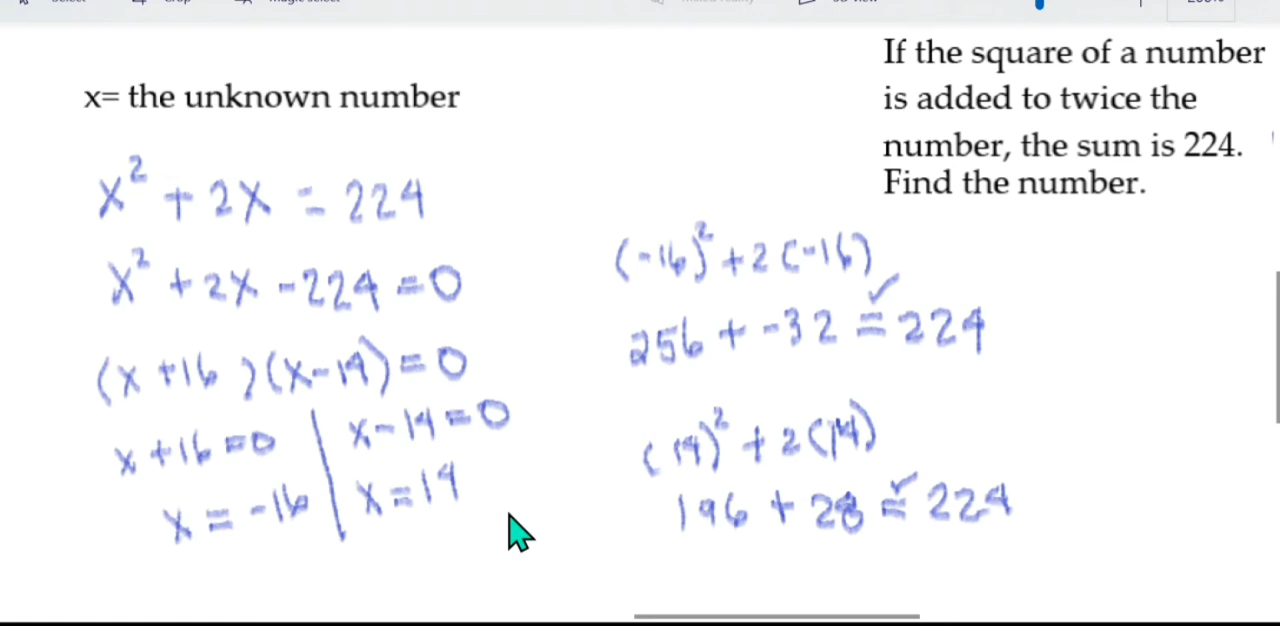 If the square of a number
is added to twice the
number, the sum is 224.
Find the number.
x= the unknown number
x² + 2x = 224
x² + 2x - 224 = 0
(x + 16)(x - 14) = 0
x + 16 = 0 | x - 14 = 0
x = -16 | x = 14
(-16)² + 2(-16)
256 + -32 = 224 ✓
(14)² + 2(14)
196 + 28 = 224 ✓